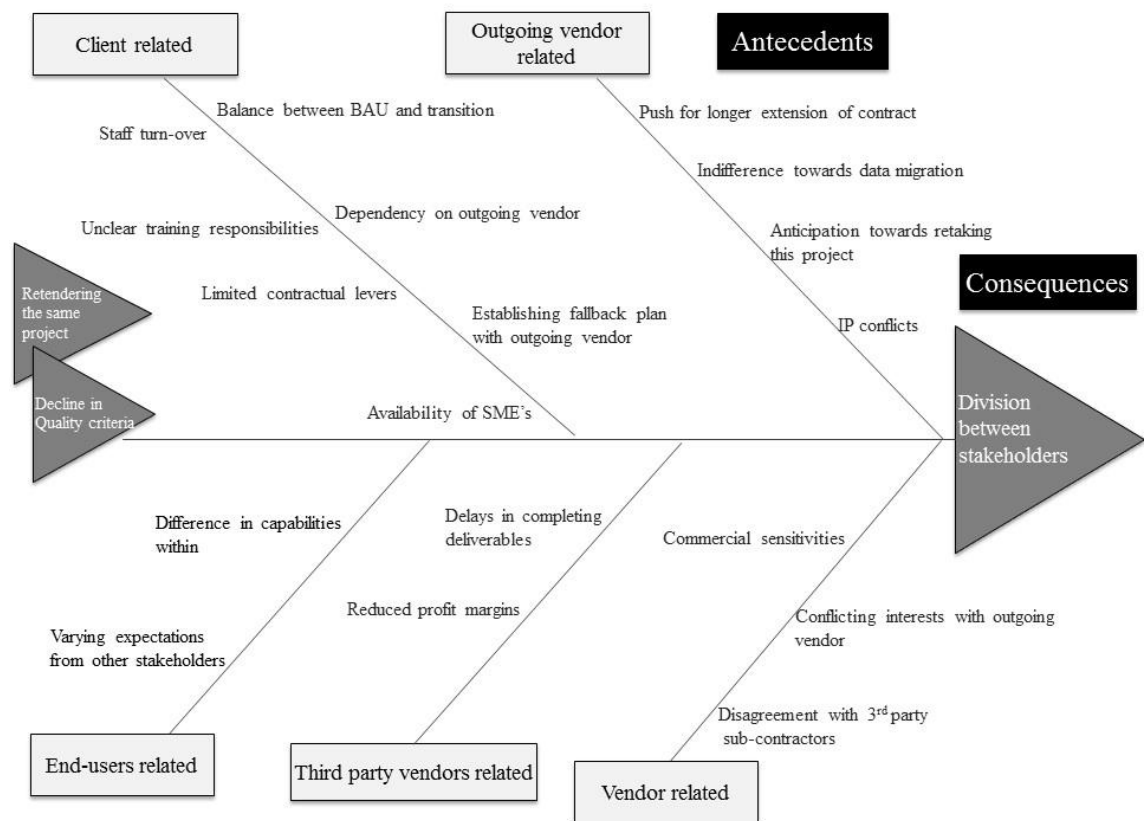 Client related
Outgoing vendor
related
Antecedents
Balance between BAU and transition
Staff turn-over
Push for longer extension of contract
Indifference towards data migration
Dependency on outgoing vendor
Unclear training responsibilities
Anticipation towards retaking
this project
Limited contractual levers
Consequences
Retendering
the same
project
Establishing fallback plan
with outgoing vendor
IP conflicts
Decline in
Quality criteria
Availability of SME's
Division
between
stakeholders
Difference in capabilities
within
Delays in completing
deliverables
Commercial sensitivities
Reduced profit margins
Conflicting interests with outgoing
vendor
Varying expectations
from other stakeholders
Disagreement with 3rd party
sub-contractors
End-users related
Third party vendors related
Vendor related